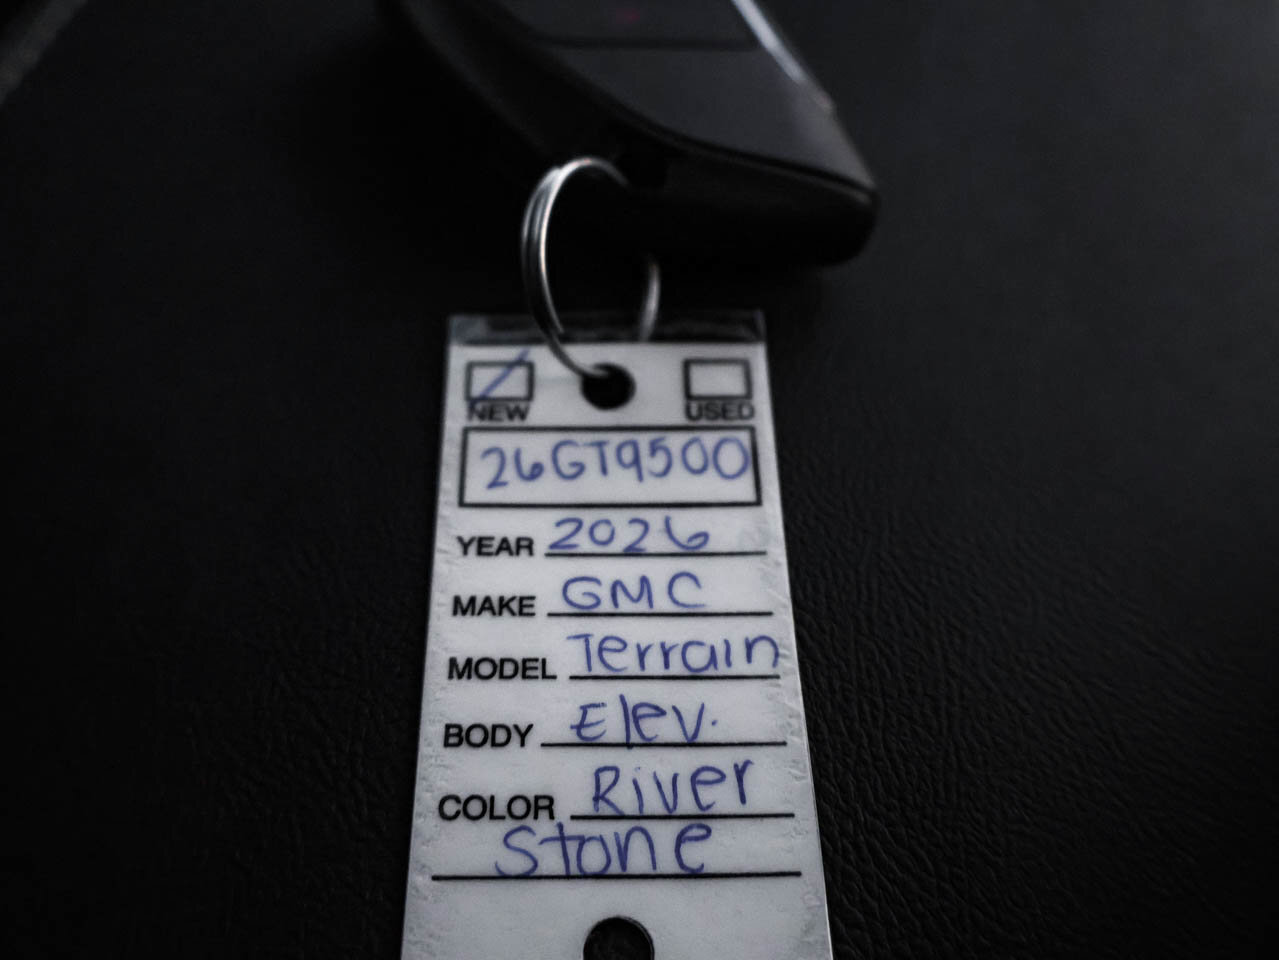 NEW USED
26GT9500
YEAR 2026
MAKE GMC
MODEL Terrain
BODY Elev.
COLOR River
Stone